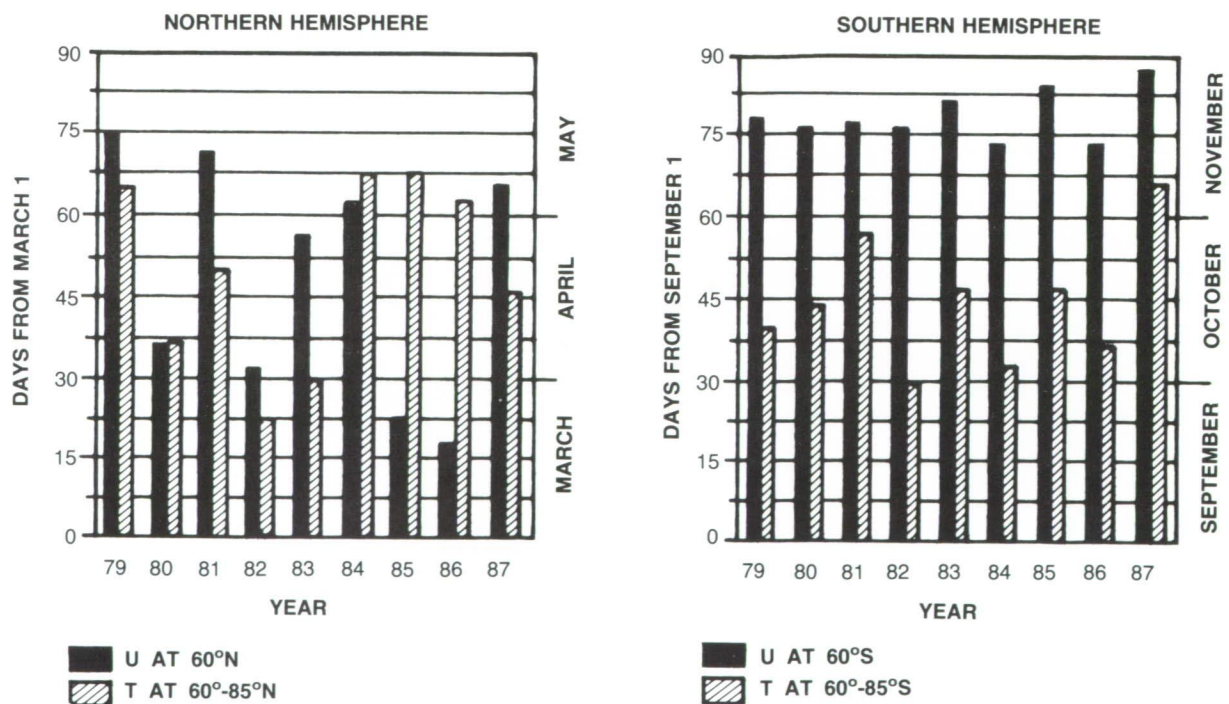 NORTHERN HEMISPHERE
DAYS FROM MARCH 1
90
75
60
45
30
15
0
MAY
APRIL
MARCH
79 80 81 82 83 84 85 86 87
YEAR
U AT 60°N
T AT 60°-85°N
SOUTHERN HEMISPHERE
DAYS FROM SEPTEMBER 1
90
75
60
45
30
15
0
NOVEMBER
OCTOBER
SEPTEMBER
79 80 81 82 83 84 85 86 87
YEAR
U AT 60°S
T AT 60°-85°S